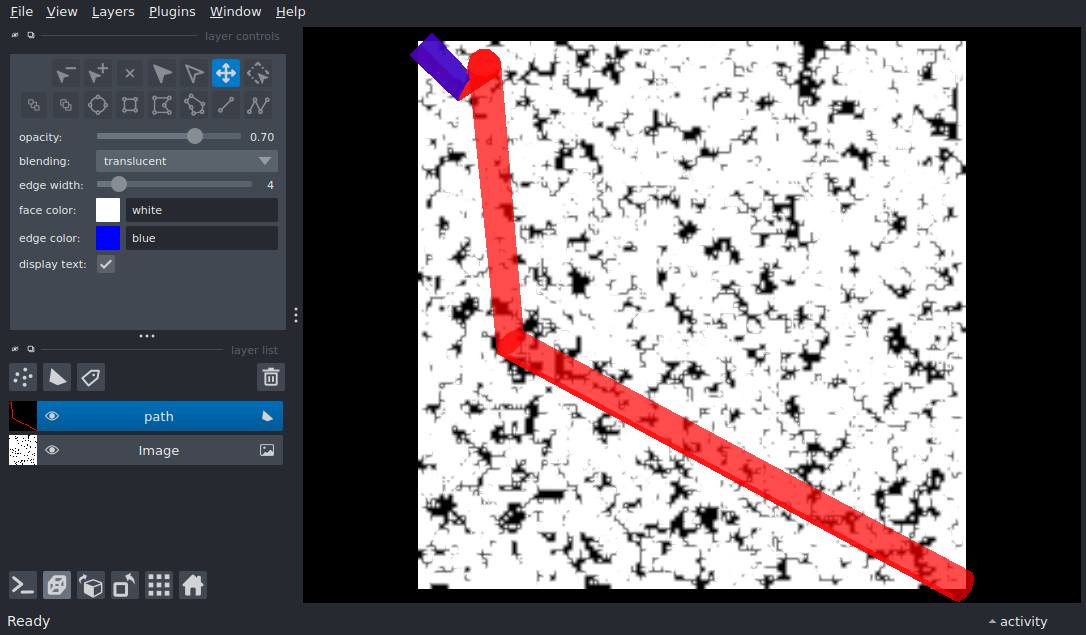 File View Layers Plugins Window Help
layer controls
opacity: 0.70
blending: translucent
edge width: 4
face color: white
edge color: blue
display text:
layer list
path
Image
Ready activity